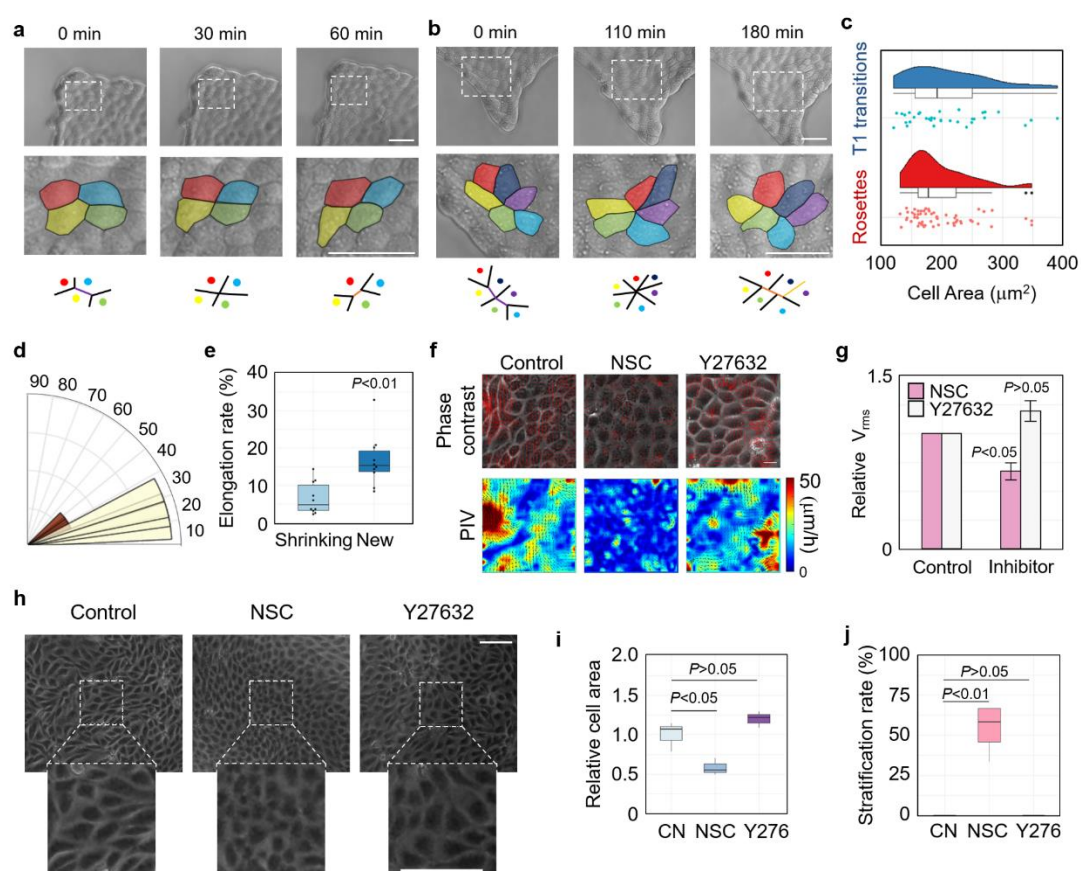 a
0 min
30 min
60 min
b
0 min
110 min
180 min
c
T1 transitions
Rosettes
100
200
300
400
Cell Area (μm²)
d
90
80
70
60
50
40
30
20
10
e
Elongation rate (%)
40
30
20
10
0
P<0.01
Shrinking New
f
Control
NSC
Y27632
Phase
contrast
PIV
50
(μm/h)
0
g
Relative Vrms
1.5
0
NSC
Y27632
P>0.05
P<0.05
Control
Inhibitor
h
Control
NSC
Y27632
i
Relative cell area
2.0
1.5
1.0
0.5
0
P>0.05
P<0.05
CN NSC Y276
j
Stratification rate (%)
100
75
50
25
0
P>0.05
P<0.01
CN NSC Y276